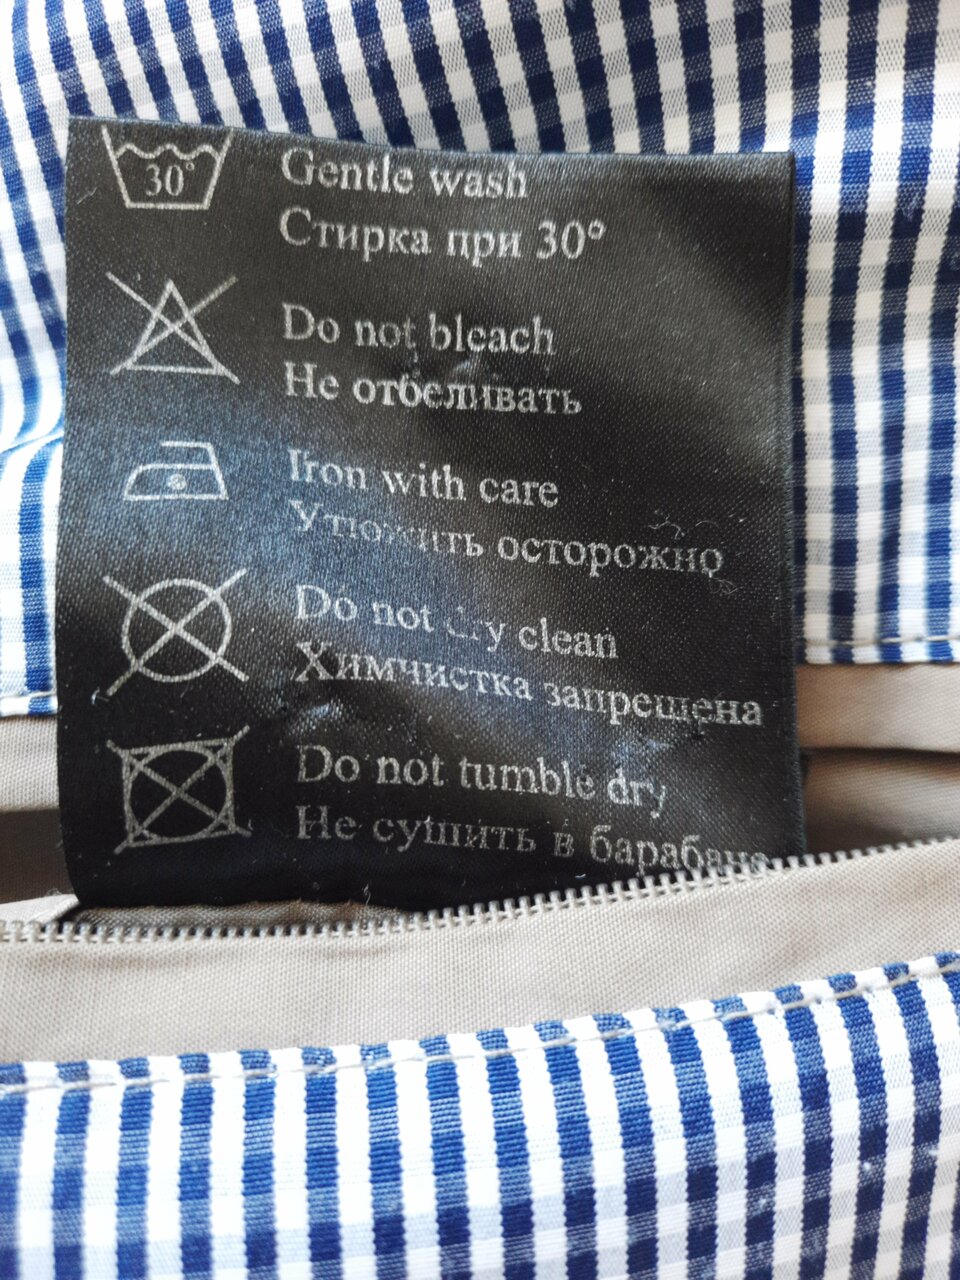 30° Gentle wash
Стирка при 30°
Do not bleach
Не отбеливать
Iron with care
Утюжить осторожно
Do not dry clean
Химчистка запрещена
Do not tumble dry
Не сушить в барабане